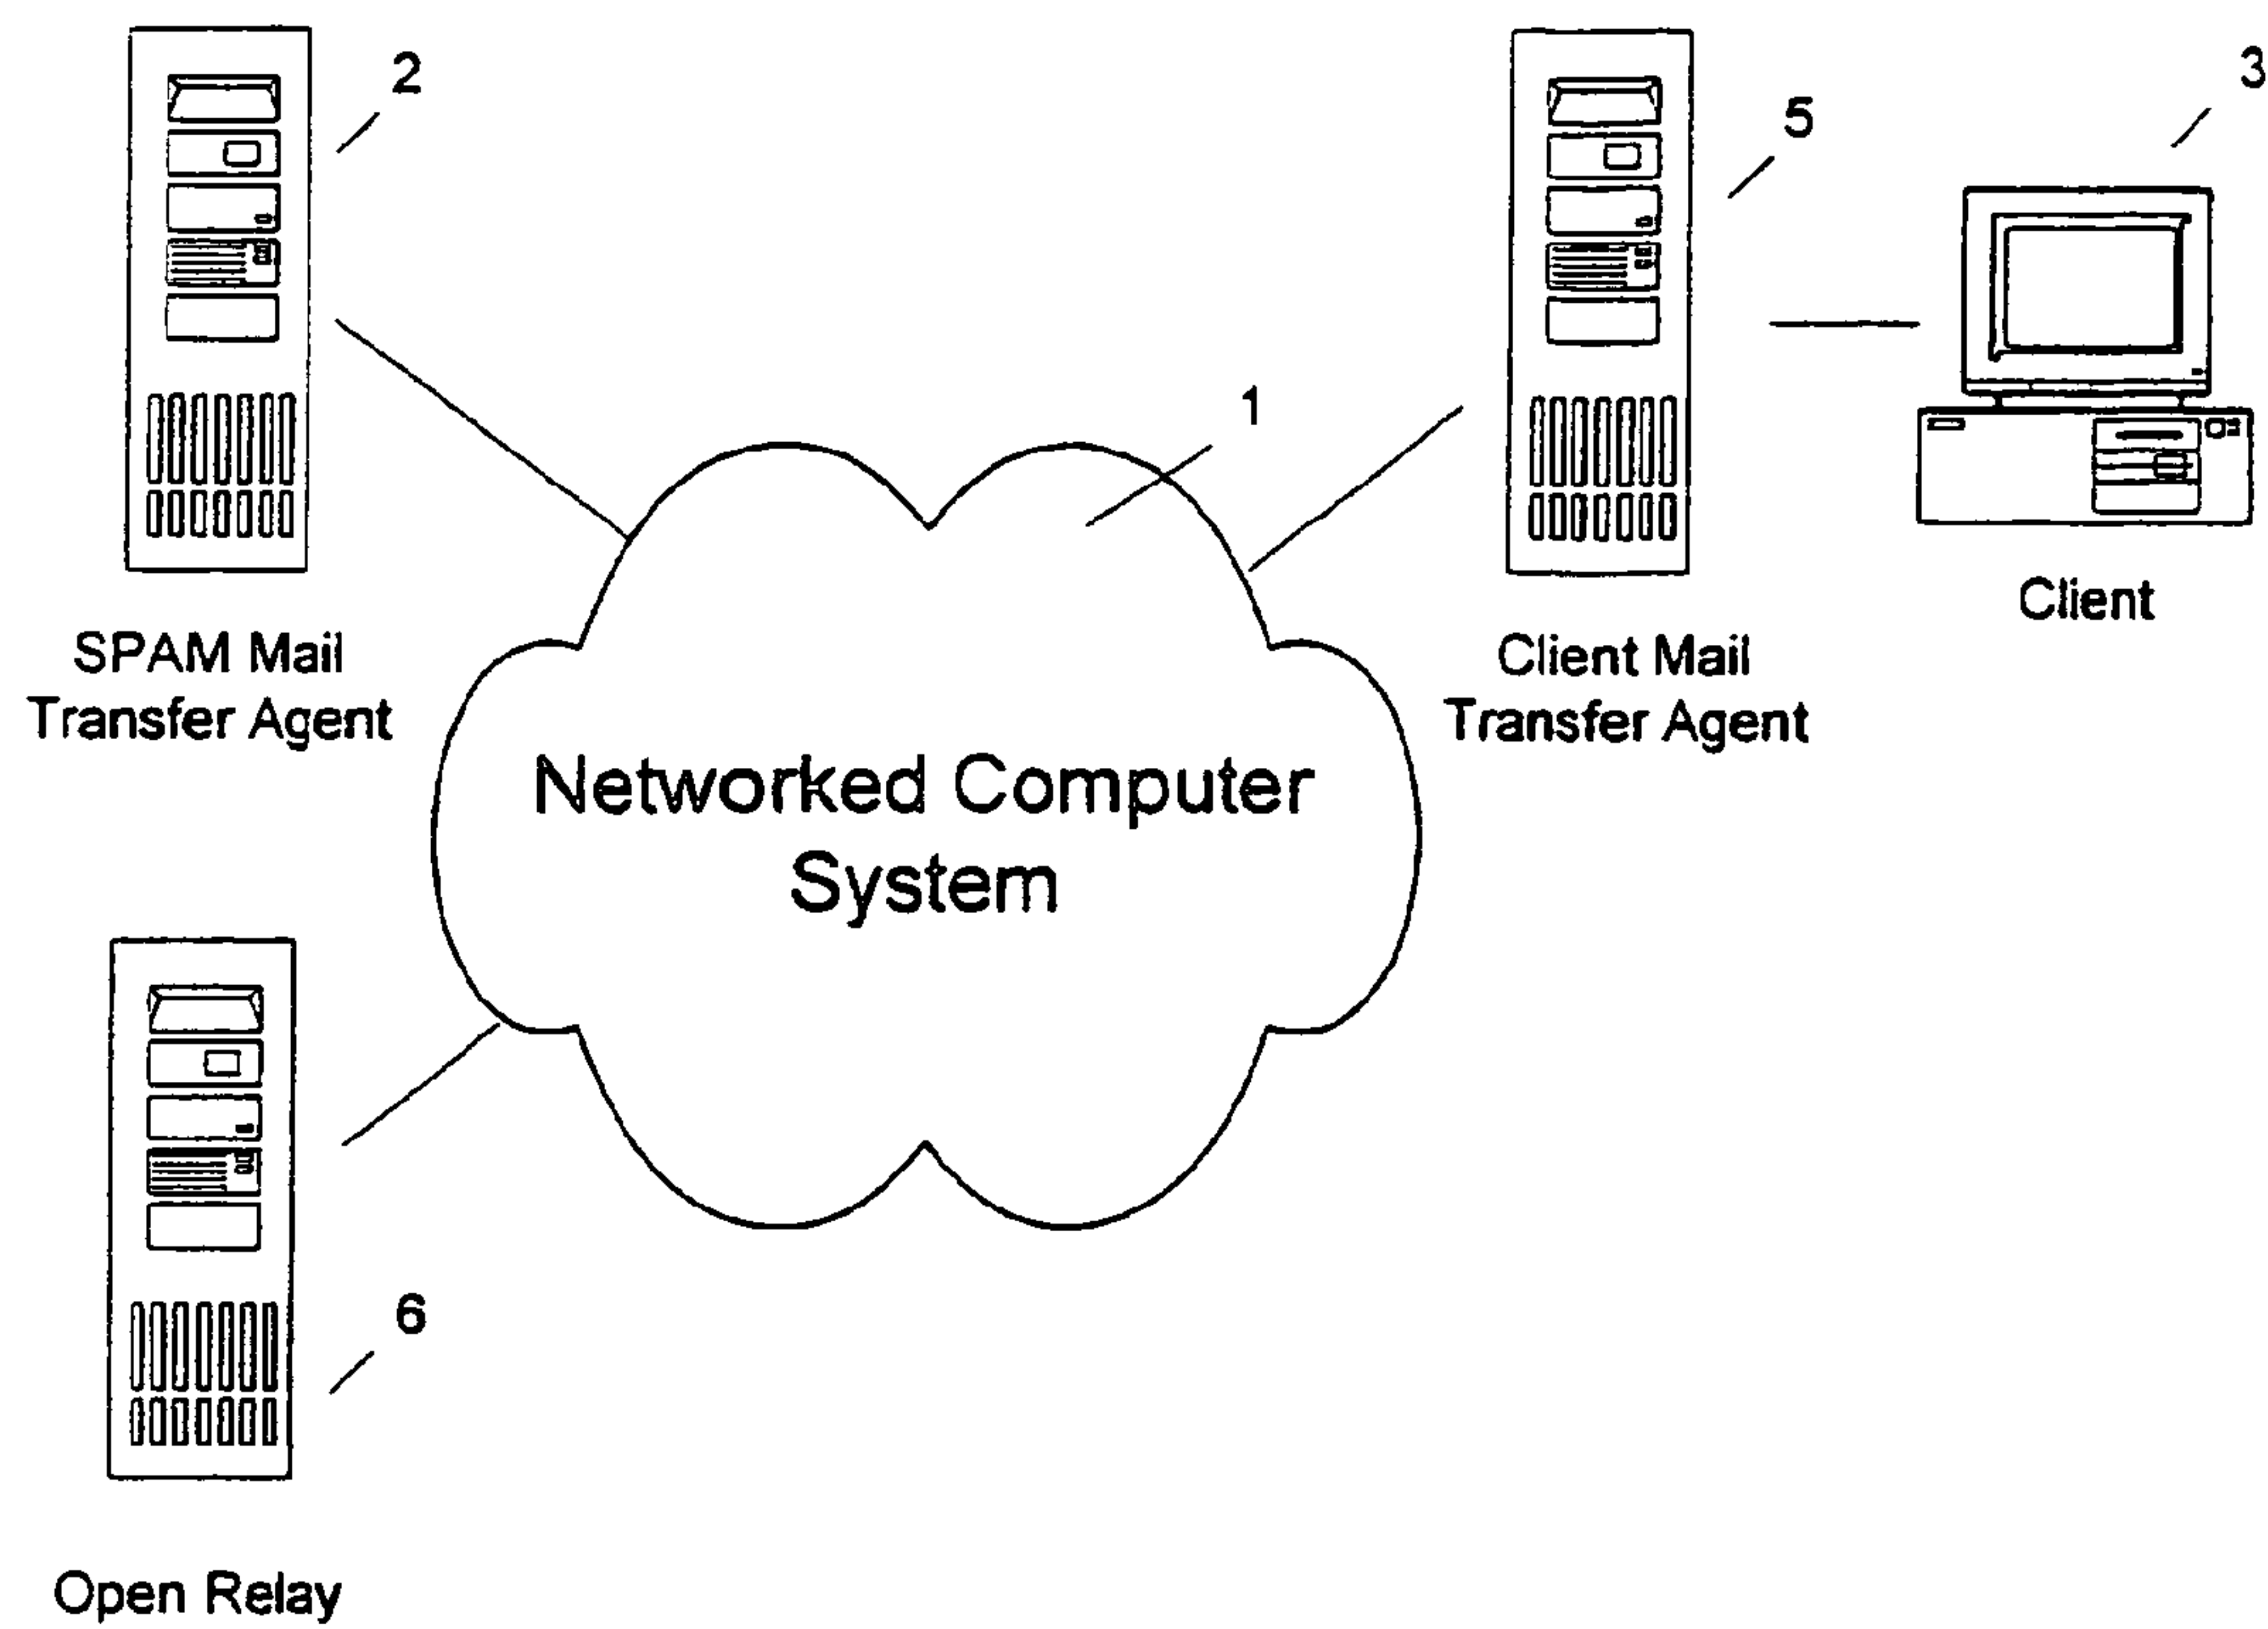 2
5
3
1
SPAM Mail
Transfer Agent
Client Mail
Transfer Agent
Client
Networked Computer
System
6
Open Relay